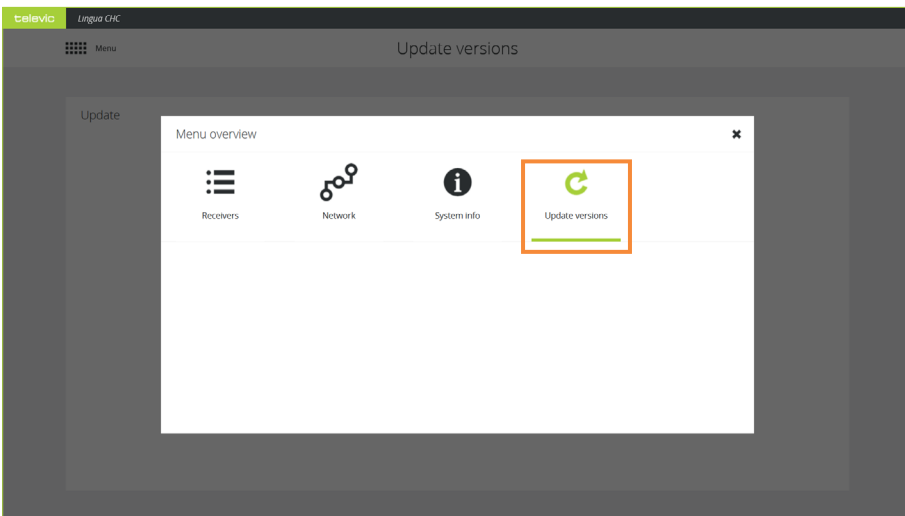 televic Lingua CHC
Menu Update versions
Update
Menu overview
Receivers Network System info Update versions